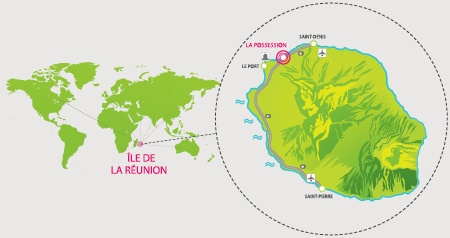 ÎLE DE
LA RÉUNION
LA POSSESSION
SAINT-DENIS
LE PORT
SAINT-PIERRE